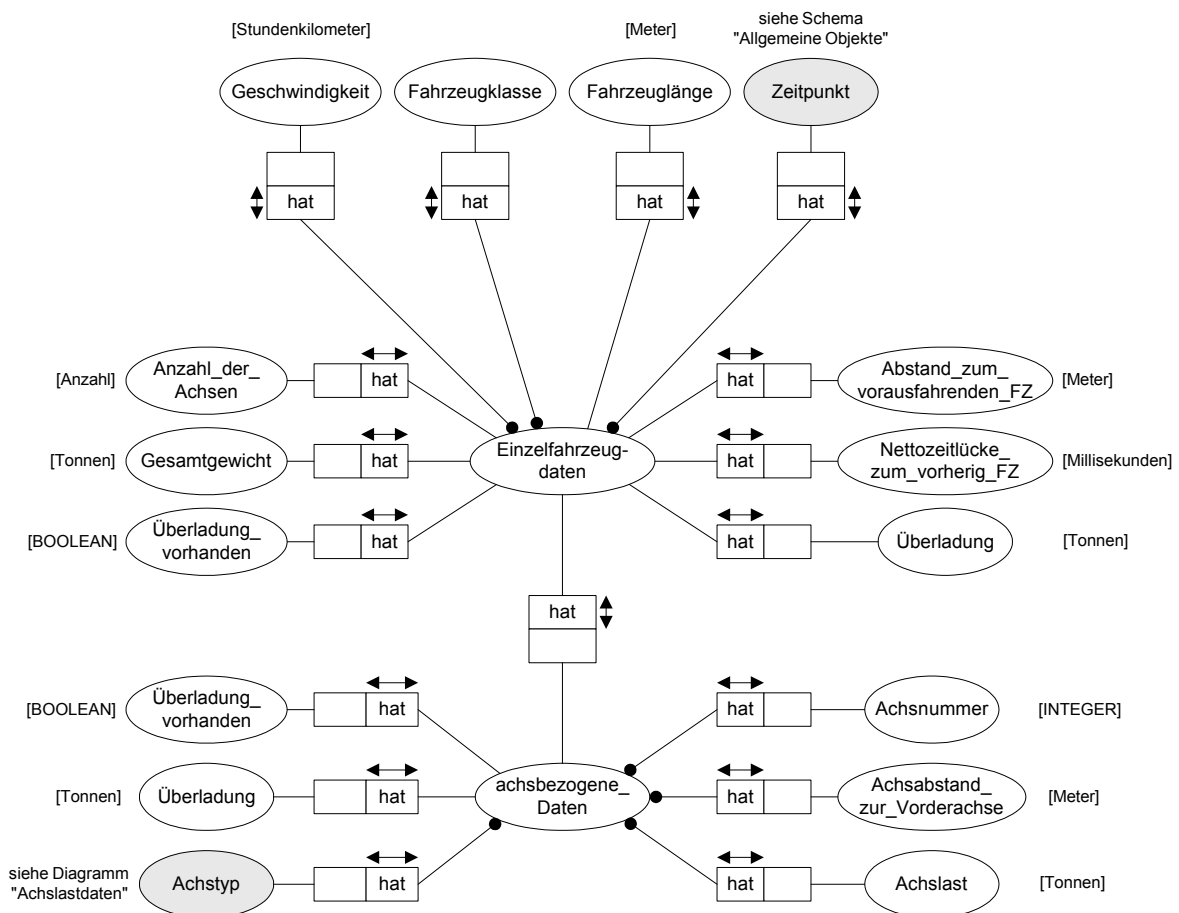 siehe Schema
[Stundenkilometer]
[Meter]
"Allgemeine Objekte"
Geschwindigkeit
Fahrzeugklasse
Fahrzeuglänge
Zeitpunkt
hat
hat
hat
hat
[Anzahl]
Anzahl_der_
Achsen
hat
hat
Abstand_zum_
vorausfahrenden_FZ
[Meter]
[Tonnen]
Gesamtgewicht
hat
Einzelfahrzeug-
daten
hat
Nettozeitlücke_
zum_vorherig_FZ
[Millisekunden]
[BOOLEAN]
Überladung_
vorhanden
hat
hat
Überladung
[Tonnen]
hat
[BOOLEAN]
Überladung_
vorhanden
hat
hat
Achsnummer
[INTEGER]
[Tonnen]
Überladung
hat
achsbezogene_
Daten
hat
Achsabstand_
zur_Vorderachse
[Meter]
siehe Diagramm
"Achslastdaten"
Achstyp
hat
hat
Achslast
[Tonnen]